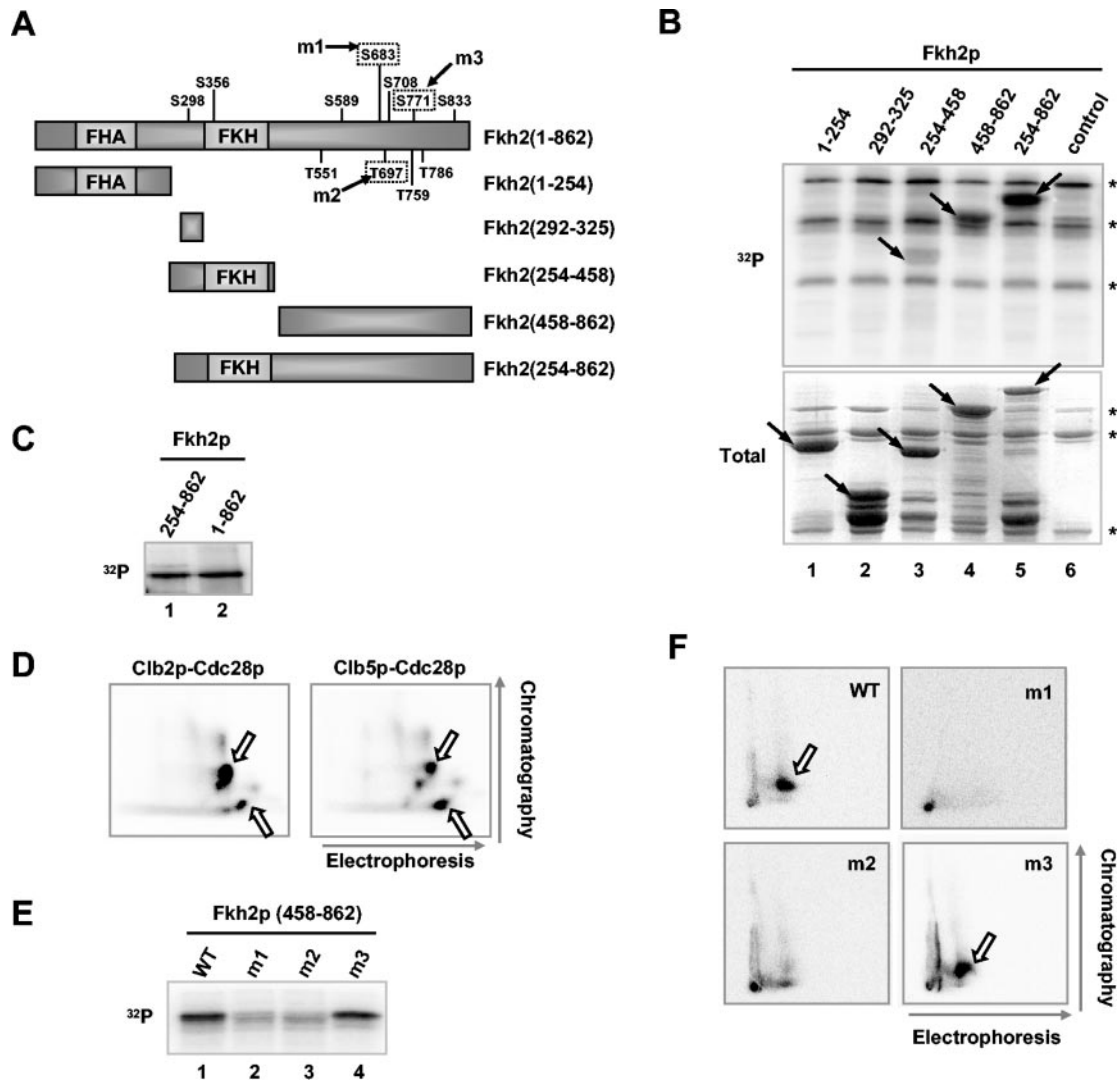 A
m1
S683
m3
S356
S708
S298
S589
S771
S833
FHA
FKH
Fkh2(1-862)
T551
T697
T786
m2
T759
FHA
Fkh2(1-254)
Fkh2(292-325)
FKH
Fkh2(254-458)
Fkh2(458-862)
FKH
Fkh2(254-862)
B
Fkh2p
1-254
292-325
254-458
458-862
254-862
control
*
*
32P
*
*
*
Total
*
1 2 3 4 5 6
C
Fkh2p
254-862
1-862
32P
1 2
D
Clb2p-Cdc28p
Clb5p-Cdc28p
Chromatography
Electrophoresis
E
Fkh2p (458-862)
WT
m1
m2
m3
32P
1 2 3 4
F
WT
m1
m2
m3
Chromatography
Electrophoresis